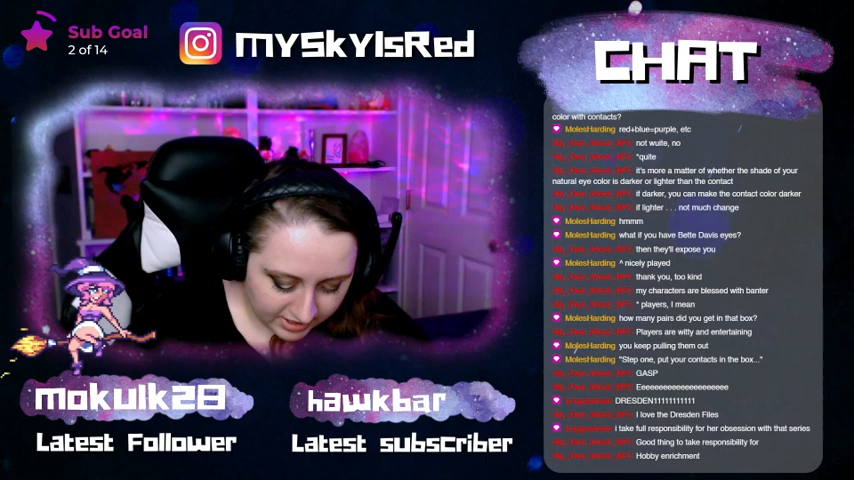 Sub Goal
2 of 14
MYSkYIsRed
CHAT
color with contacts?
MolesHarding red+blue=purple, etc
not wuite, no
*quite
it's more a matter of whether the shade of your
natural eye color is darker or lighter than the contact
if darker, you can make the contact color darker
if lighter . . . not much change
MolesHarding hmmm
MolesHarding what if you have Bette Davis eyes?
then they'll expose you
MolesHarding ^ nicely played
thank you, too kind
my characters are blessed with banter
* players, I mean
MolesHarding how many pairs did you get in that box?
Players are witty and entertaining
MolesHarding you keep pulling them out
MolesHarding "Step one, put your contacts in the box..."
GASP
Eeeeeeeeeeeeeeeeeeee
DRESDEN11111111111
I love the Dresden Files
i take full responsibility for her obsession with that series
Good thing to take responsibility for
Hobby enrichment
mokulk28
Latest Follower
hawkbar
Latest subscriber